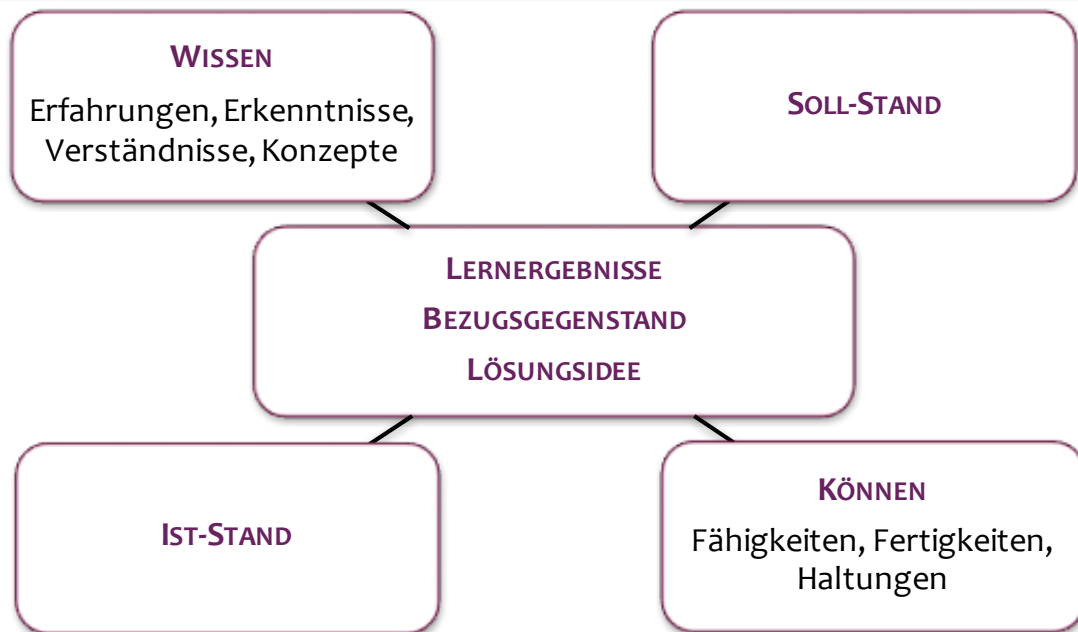 WISSEN
Erfahrungen, Erkenntnisse,
Verständnisse, Konzepte
SOLL-STAND
LERNERGEBNISSE
BEZUGSGEGENSTAND
LÖSUNGSIDEE
IST-STAND
KÖNNEN
Fähigkeiten, Fertigkeiten,
Haltungen